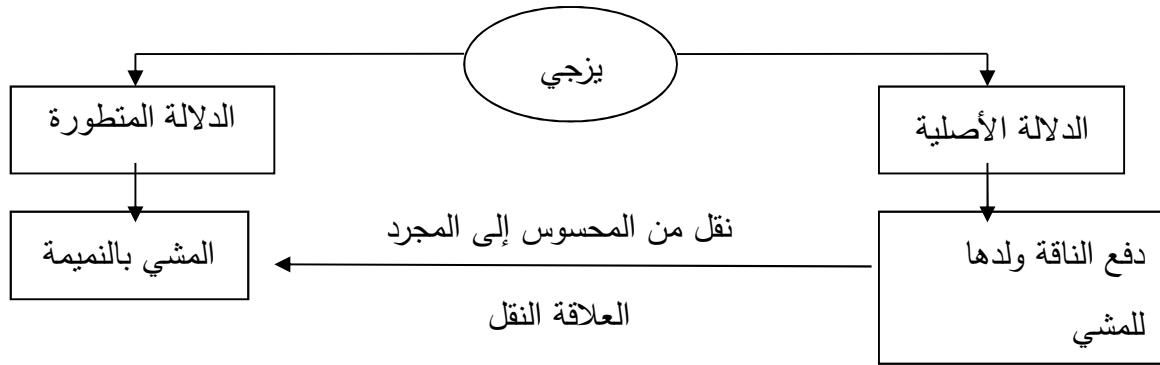 يزجي
الدلالة الأصلية
الدلالة المتطورة
دفع الناقة ولدها
للمشي
نقل من المحسوس إلى المجرد
العلاقة النقل
المشي بالنميمة